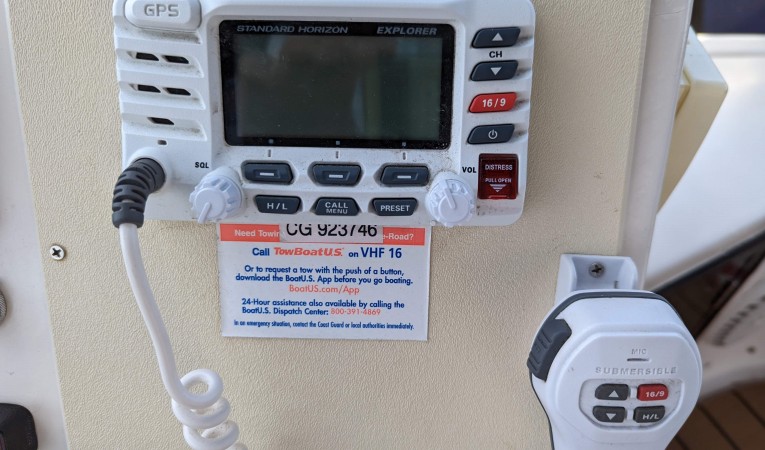 GPS
STANDARD HORIZON EXPLORER
CH
16/9
SQL
VOL
DISTRESS
PULL OPEN
H/L
CALL
MENU
PRESET
CG 923746
Need Towing -Road?
Call TowBoatU.S. on VHF 16
Or to request a tow with the push of a button,
download the BoatU.S. App before you go boating.
BoatUS.com/App
24-Hour assistance also available by calling the
BoatU.S. Dispatch Center: 800-391-4869
In an emergency situation, contact the Coast Guard or local authorities immediately.
MIC
SUBMERSIBLE
16/9
H/L